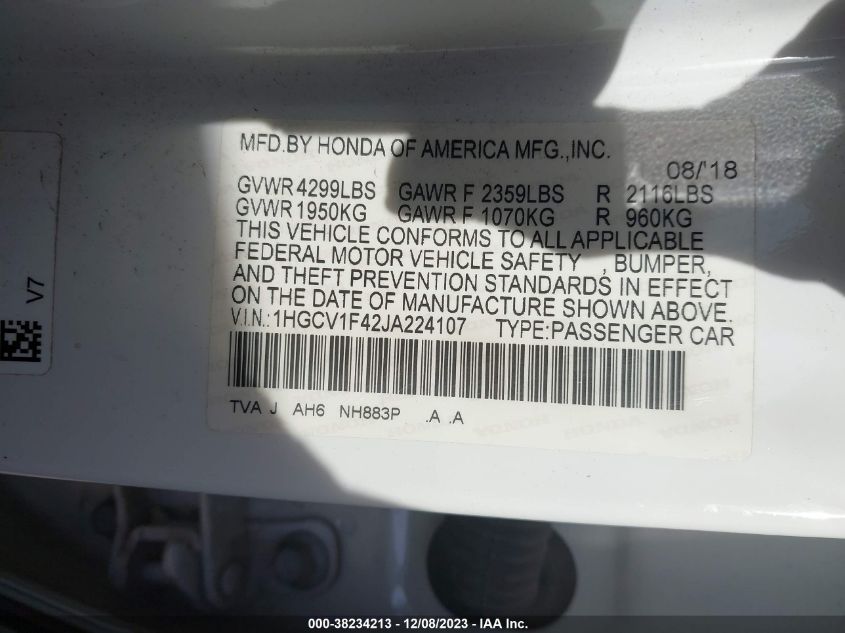 MFD.BY HONDA OF AMERICA MFG.,INC.
08/'18
GVWR 4299LBS GAWR F 2359LBS R 2116LBS
GVWR 1950KG GAWR F 1070KG R 960KG
THIS VEHICLE CONFORMS TO ALL APPLICABLE
FEDERAL MOTOR VEHICLE SAFETY , BUMPER,
AND THEFT PREVENTION STANDARDS IN EFFECT
ON THE DATE OF MANUFACTURE SHOWN ABOVE.
V.I.N.:1HGCV1F42JA224107 TYPE:PASSENGER CAR
TVA J AH6 NH883P .A .A
V7
000-38234213 - 12/08/2023 - IAA Inc.